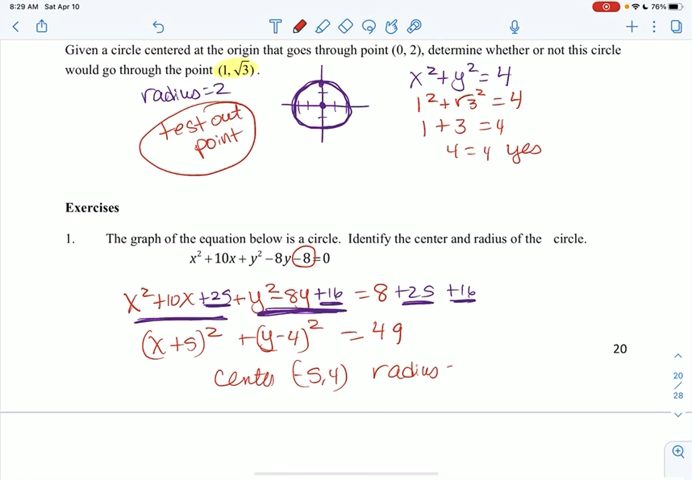 8:29 AM Sat Apr 10
76%
Given a circle centered at the origin that goes through point (0, 2), determine whether or not this circle
would go through the point (1, √3).
radius=2
test out
point
x²+y²=4
1²+√3²=4
1+3=4
4=4 yes
Exercises
1. The graph of the equation below is a circle. Identify the center and radius of the circle.
x²+10x+y²−8y−8=0
x²+10x+25+y²−8y+16=8+25+16
(x+5)²+(y−4)²=49
center (−5,4) radius -
20
20
/
28